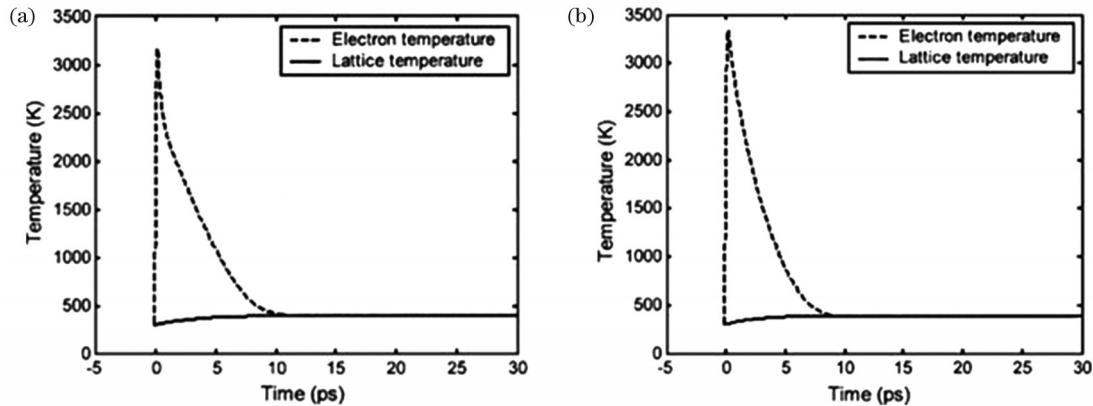 (a)
3500
3000
2500
2000
1500
1000
500
0
Temperature (K)
Electron temperature
Lattice temperature
-5 0 5 10 15 20 25 30
Time (ps)
(b)
3500
3000
2500
2000
1500
1000
500
0
Temperature (K)
Electron temperature
Lattice temperature
-5 0 5 10 15 20 25 30
Time (ps)